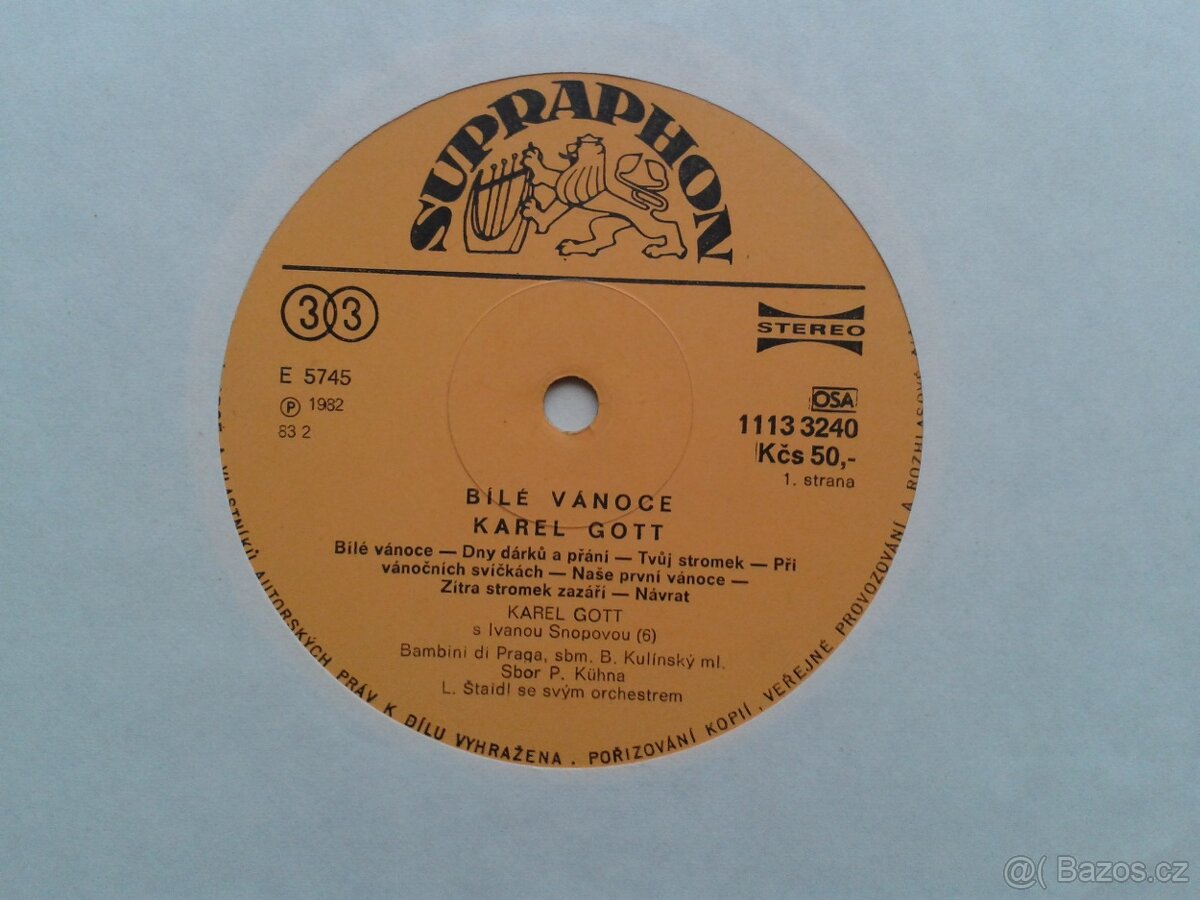 SUPRAPHON
33
STEREO
E 5745
Ⓟ 1982
83 2
OSA
1113 3240
Kčs 50,-
1. strana
BÍLÉ VÁNOCE
KAREL GOTT
Bílé vánoce — Dny dárků a přání — Tvůj stromek — Při
vánočních svíčkách — Naše první vánoce —
Zítra stromek zazáří — Návrat
KAREL GOTT
s Ivanou Snopovou (6)
Bambini di Praga, sbm. B. Kulínský ml.
Sbor P. Kühna
L. Štaidl se svým orchestrem
VLASTNÍKŮ AUTORSKÝCH PRÁV K DÍLU VYHRAŽENA . POŘIZOVÁNÍ KOPIÍ , VEŘEJNÉ PROVOZOVÁNÍ A ROZHLASOVÉ
@( Bazos.cz